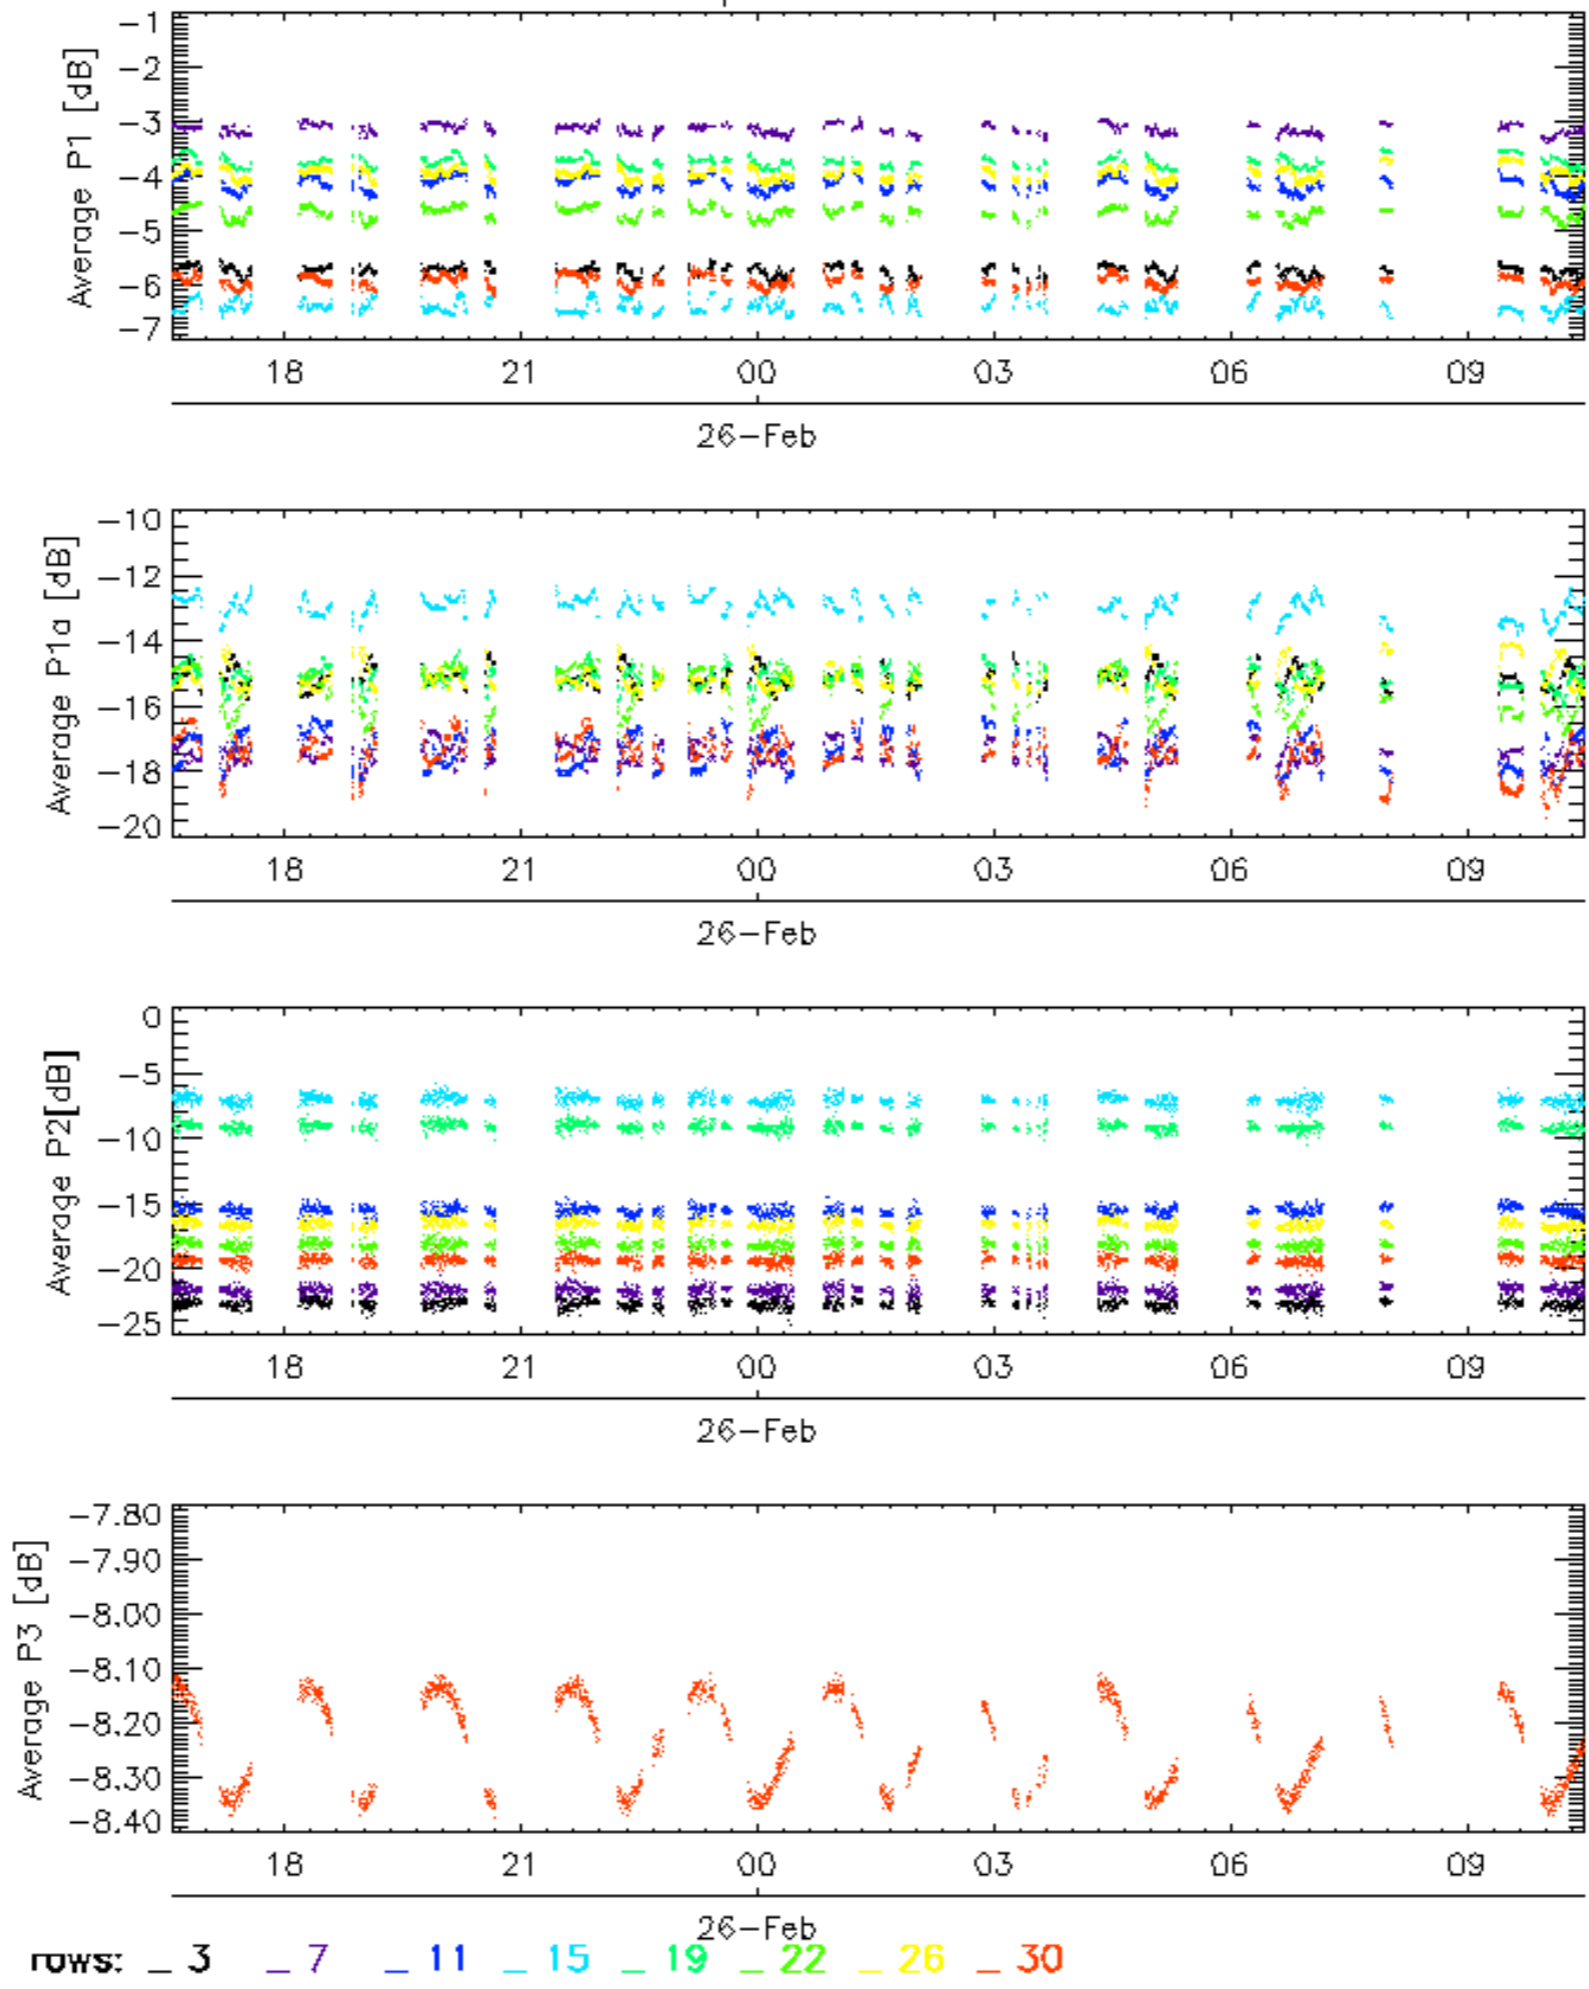 -1
-2
-3
-4
-5
-6
-7
Average P1 [dB]
18 21 00 03 06 09
26-Feb
-10
-12
-14
-16
-18
-20
Average P1a [dB]
18 21 00 03 06 09
26-Feb
0
-5
-10
-15
-20
-25
Average P2[dB]
18 21 00 03 06 09
26-Feb
-7.80
-7.90
-8.00
-8.10
-8.20
-8.30
-8.40
Average P3 [dB]
18 21 00 03 06 09
26-Feb
rows: _ 3 _ 7 _ 11 _ 15 _ 19 _ 22 _ 26 _ 30